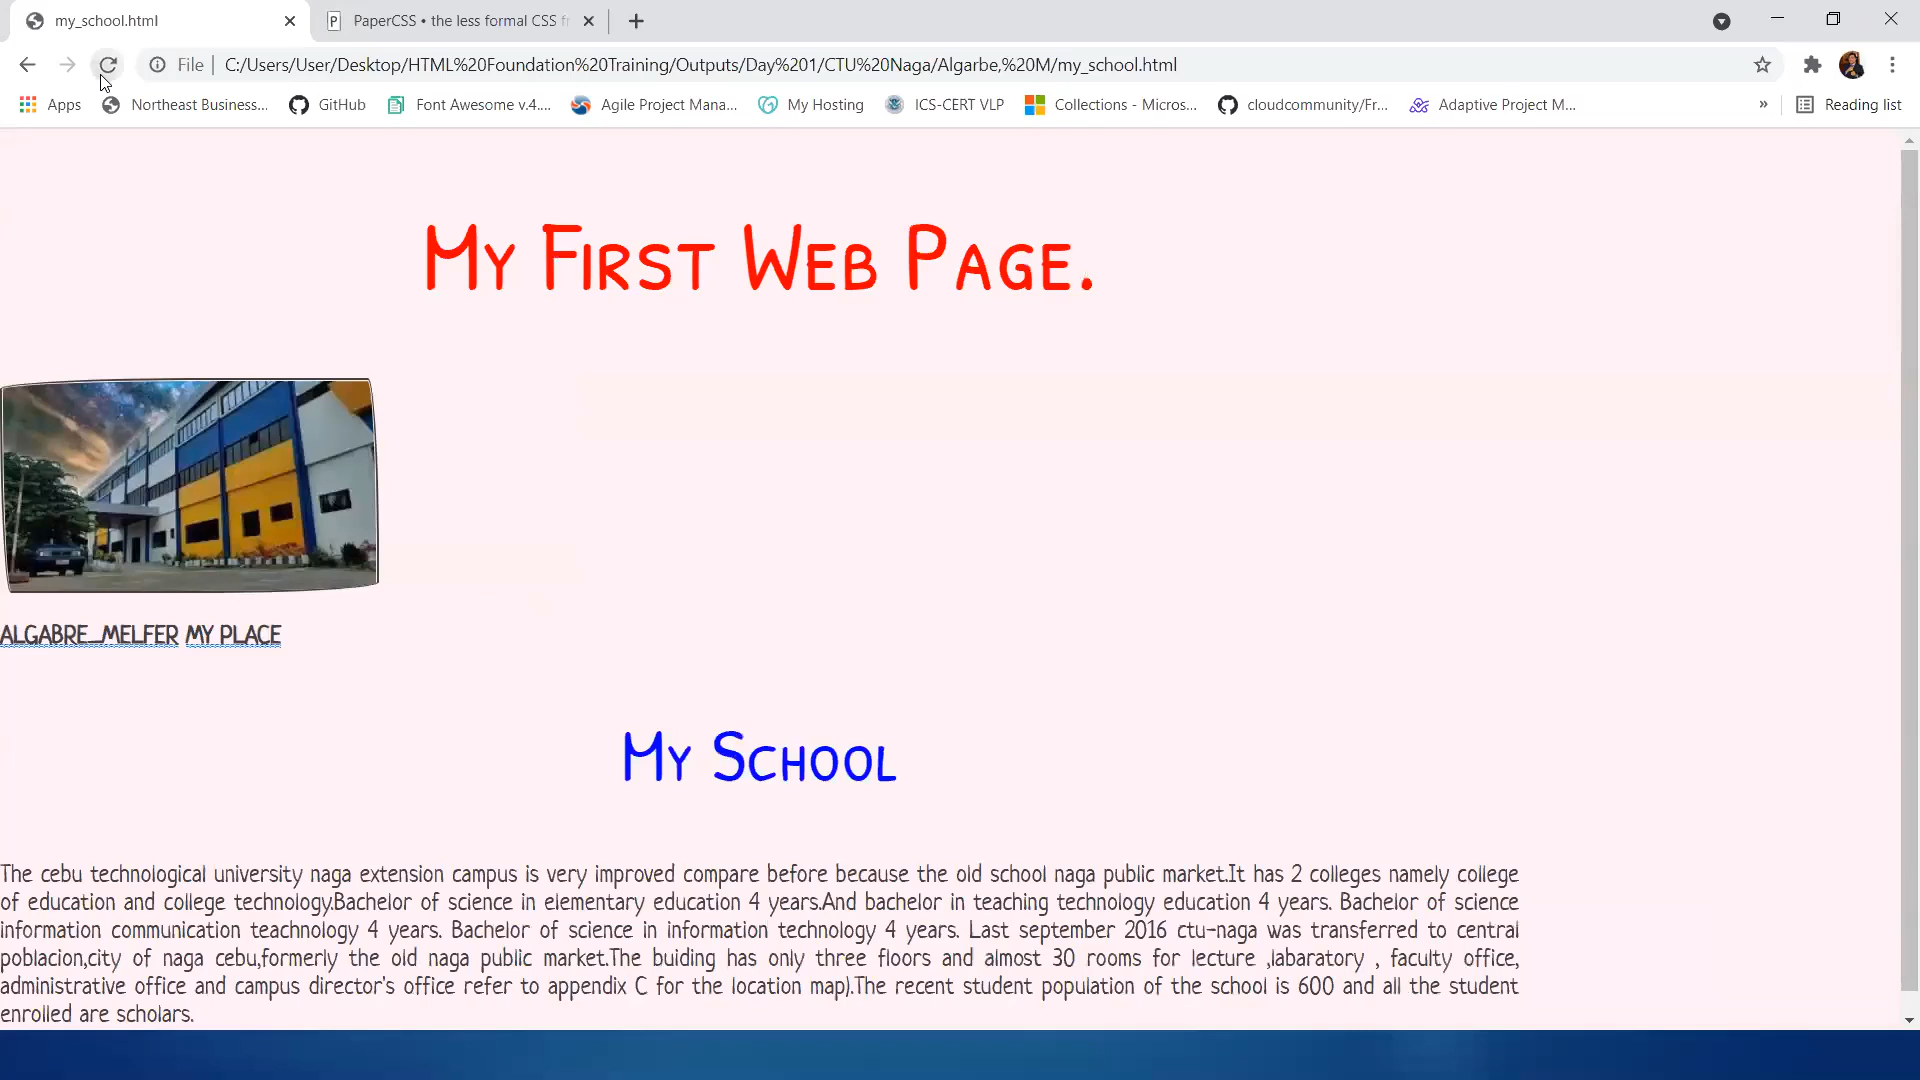 my_school.html
PaperCSS • the less formal CSS fr
File
C:/Users/User/Desktop/HTML%20Foundation%20Training/Outputs/Day%201/CTU%20Naga/Algarbe,%20M/my_school.html
Apps Northeast Business... GitHub Font Awesome v.4.... Agile Project Mana... My Hosting ICS-CERT VLP Collections - Micros... cloudcommunity/Fr... Adaptive Project M... » Reading list
My First Web Page.
ALGABRE_MELFER MY PLACE
My School
The cebu technological university naga extension campus is very improved compare before because the old school naga public market.It has 2 colleges namely college
of education and college technology.Bachelor of science in elementary education 4 years.And bachelor in teaching technology education 4 years. Bachelor of science
information communication teachnology 4 years. Bachelor of science in information technology 4 years. Last september 2016 ctu-naga was transferred to central
poblacion,city of naga cebu,formerly the old naga public market.The buiding has only three floors and almost 30 rooms for lecture ,labaratory , faculty office,
administrative office and campus director's office refer to appendix C for the location map).The recent student population of the school is 600 and all the student
enrolled are scholars.